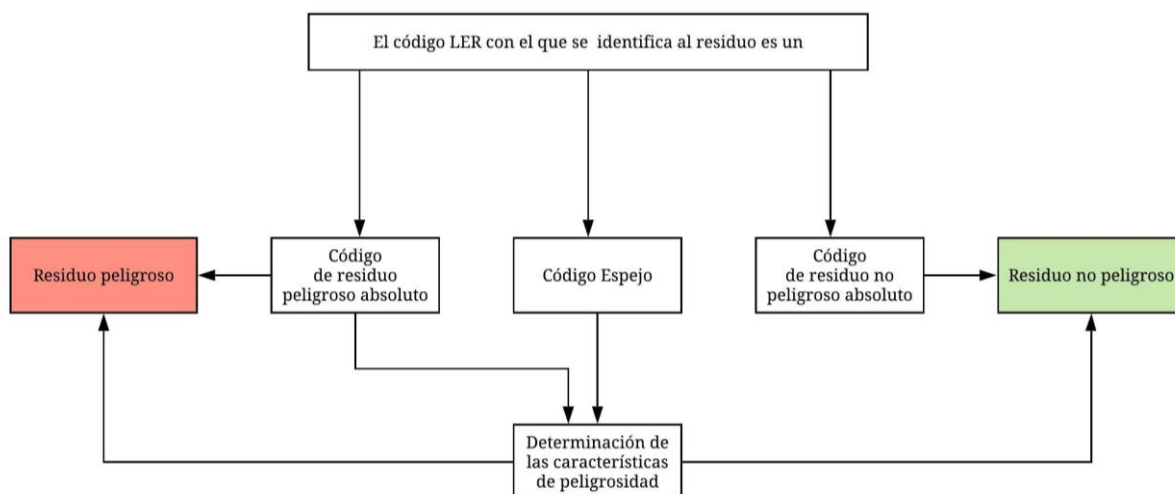 El código LER con el que se identifica al residuo es un
Residuo peligroso
Código
de residuo
peligroso absoluto
Código Espejo
Código
de residuo no
peligroso absoluto
Residuo no peligroso
Determinación de
las características
de peligrosidad